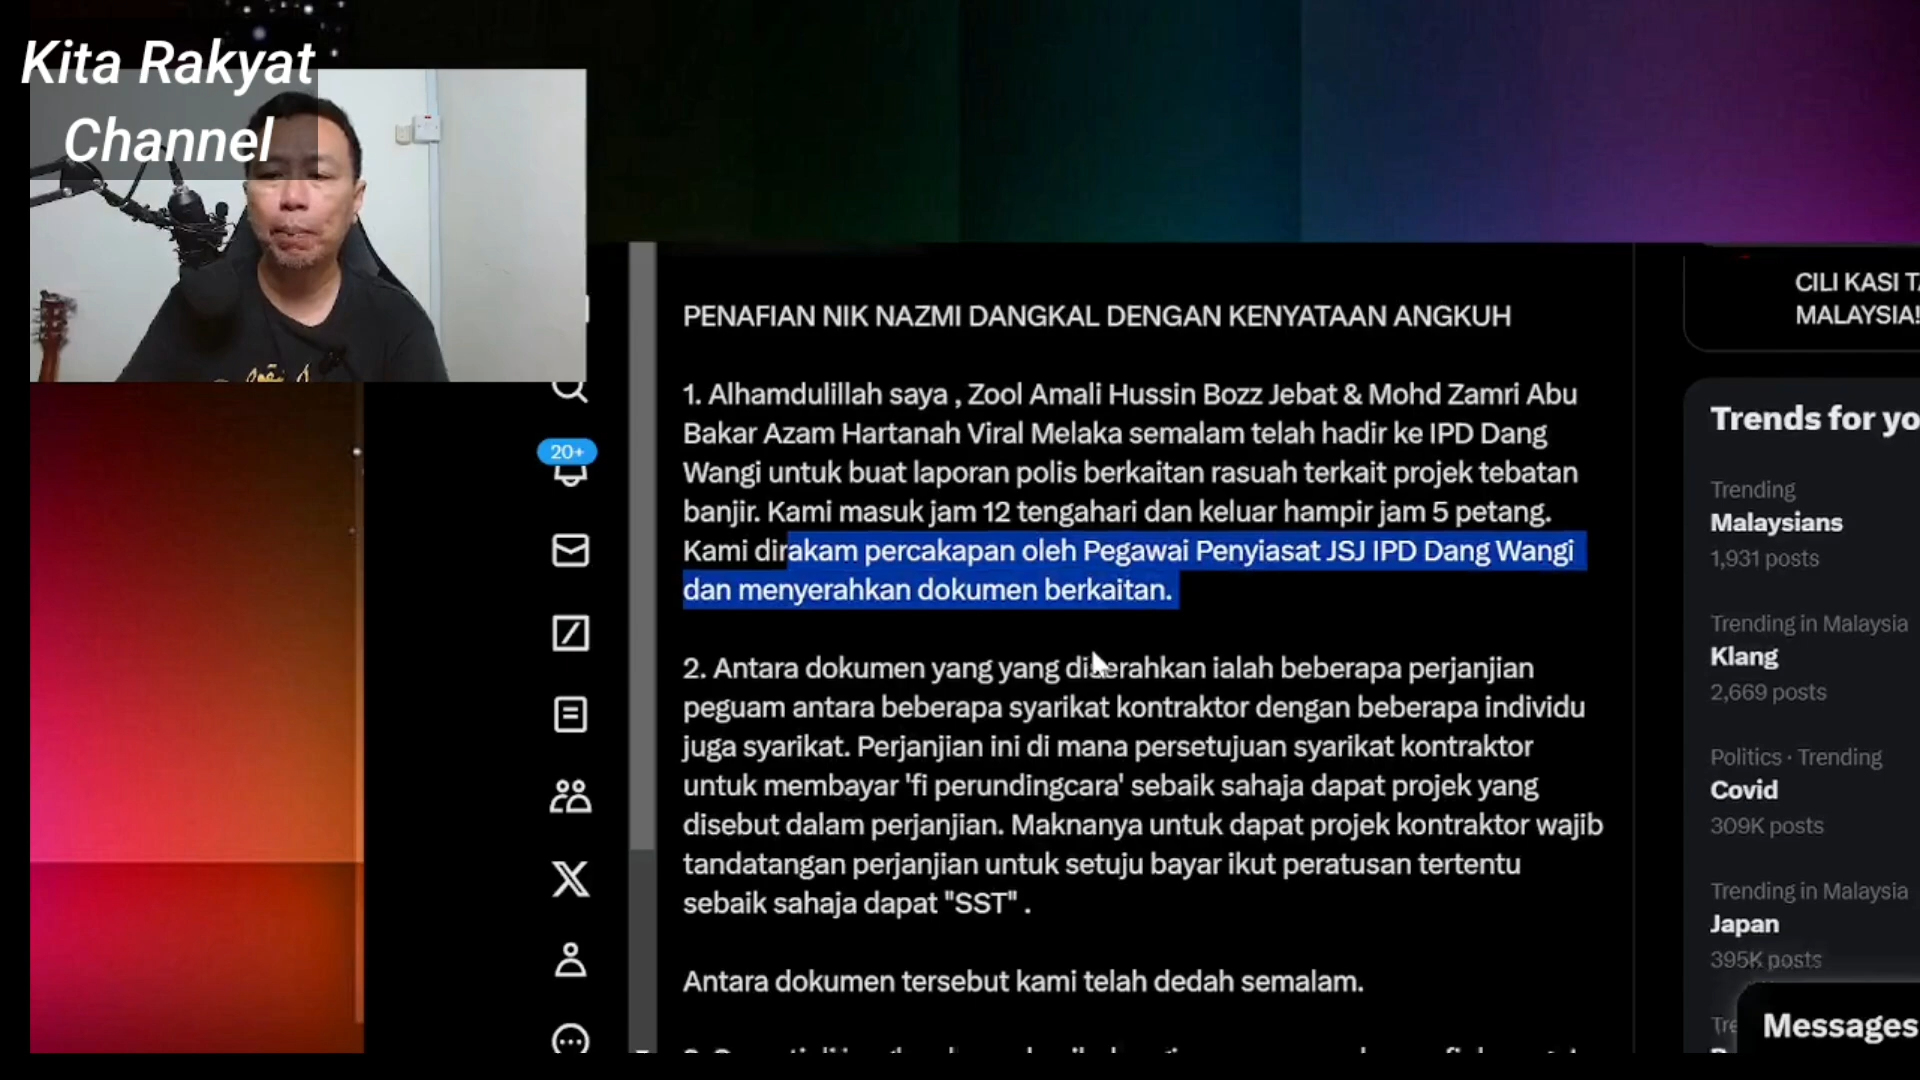 Kita Rakyat
Channel
20+
PENAFIAN NIK NAZMI DANGKAL DENGAN KENYATAAN ANGKUH
1. Alhamdulillah saya , Zool Amali Hussin Bozz Jebat & Mohd Zamri Abu
Bakar Azam Hartanah Viral Melaka semalam telah hadir ke IPD Dang
Wangi untuk buat laporan polis berkaitan rasuah terkait projek tebatan
banjir. Kami masuk jam 12 tengahari dan keluar hampir jam 5 petang.
Kami dirakam percakapan oleh Pegawai Penyiasat JSJ IPD Dang Wangi
dan menyerahkan dokumen berkaitan.
2. Antara dokumen yang yang diserahkan ialah beberapa perjanjian
peguam antara beberapa syarikat kontraktor dengan beberapa individu
juga syarikat. Perjanjian ini di mana persetujuan syarikat kontraktor
untuk membayar 'fi perundingcara' sebaik sahaja dapat projek yang
disebut dalam perjanjian. Maknanya untuk dapat projek kontraktor wajib
tandatangan perjanjian untuk setuju bayar ikut peratusan tertentu
sebaik sahaja dapat "SST" .
Antara dokumen tersebut kami telah dedah semalam.
CILI KASI TA
MALAYSIA!
Trends for yo
Trending
Malaysians
1,931 posts
Trending in Malaysia
Klang
2,669 posts
Politics · Trending
Covid
309K posts
Trending in Malaysia
Japan
395K posts
Tre
Messages